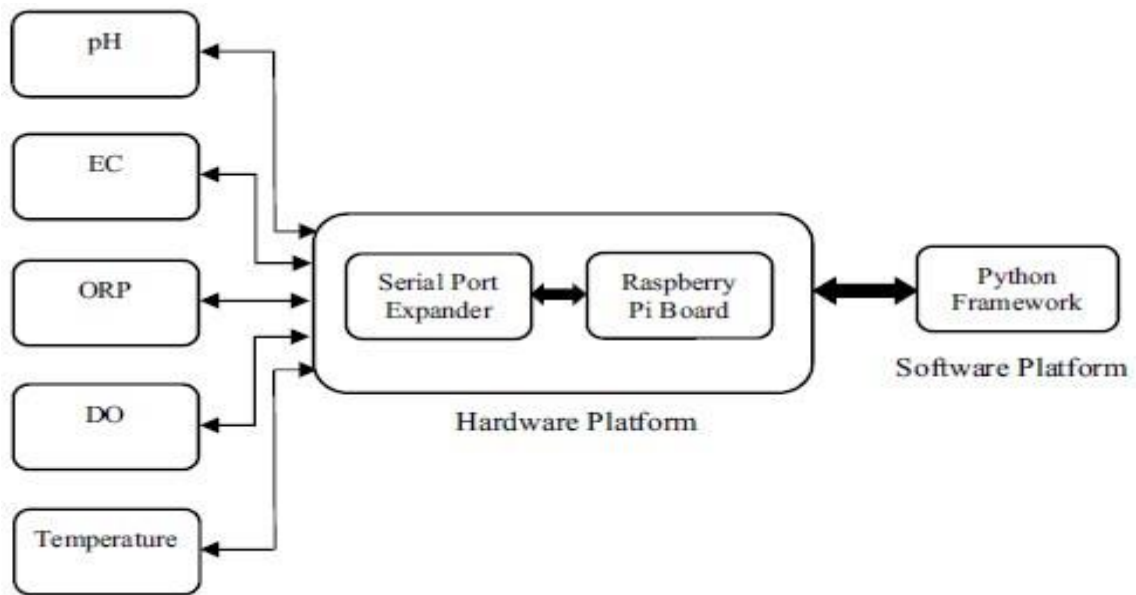 pH
EC
ORP
DO
Temperature
Serial Port
Expander
Raspberry
Pi Board
Hardware Platform
Python
Framework
Software Platform